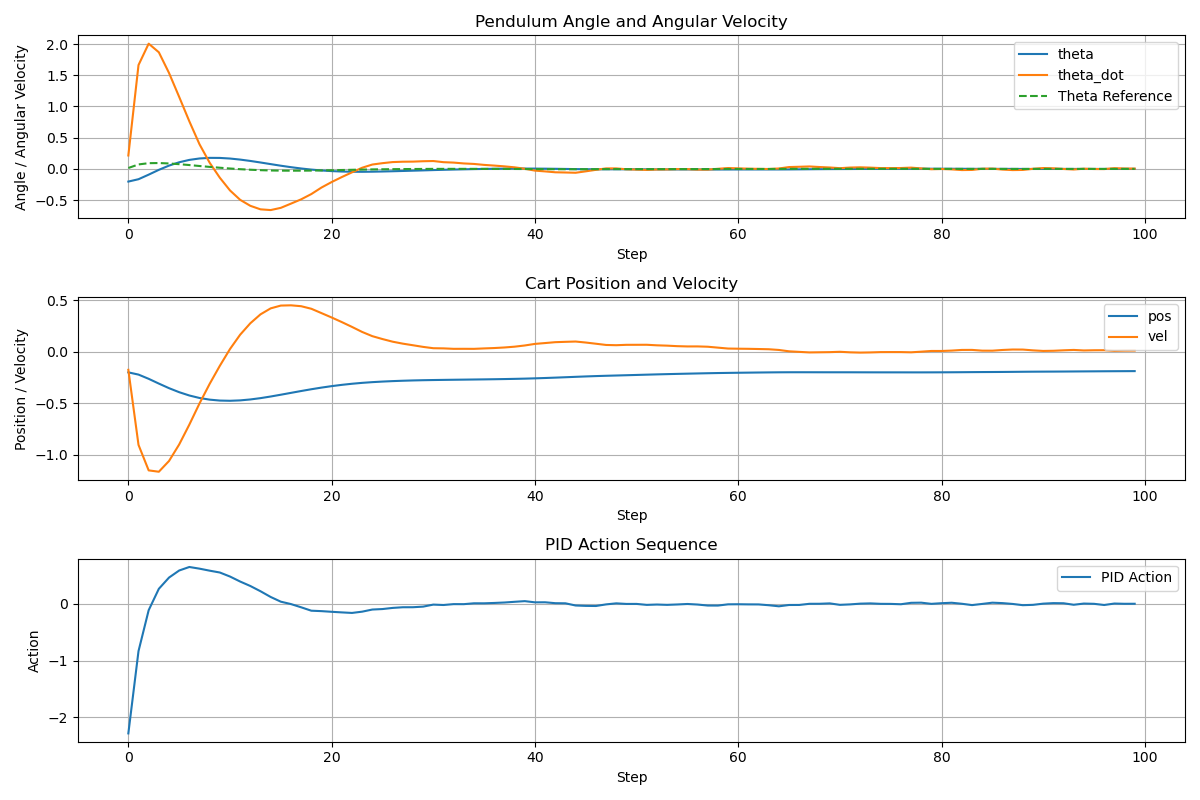 Pendulum Angle and Angular Velocity
Angle / Angular Velocity
2.0
1.5
1.0
0.5
0.0
−0.5
theta
theta_dot
Theta Reference
0 20 40 60 80 100
Step
Cart Position and Velocity
Position / Velocity
0.5
0.0
−0.5
−1.0
pos
vel
0 20 40 60 80 100
Step
PID Action Sequence
Action
0
−1
−2
PID Action
0 20 40 60 80 100
Step